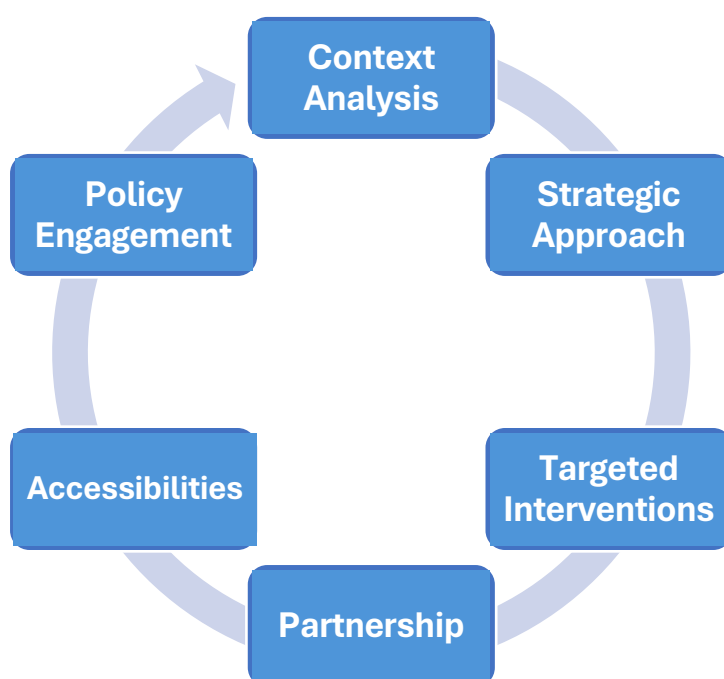 Context
Analysis
Strategic
Approach
Targeted
Interventions
Partnership
Accessibilities
Policy
Engagement